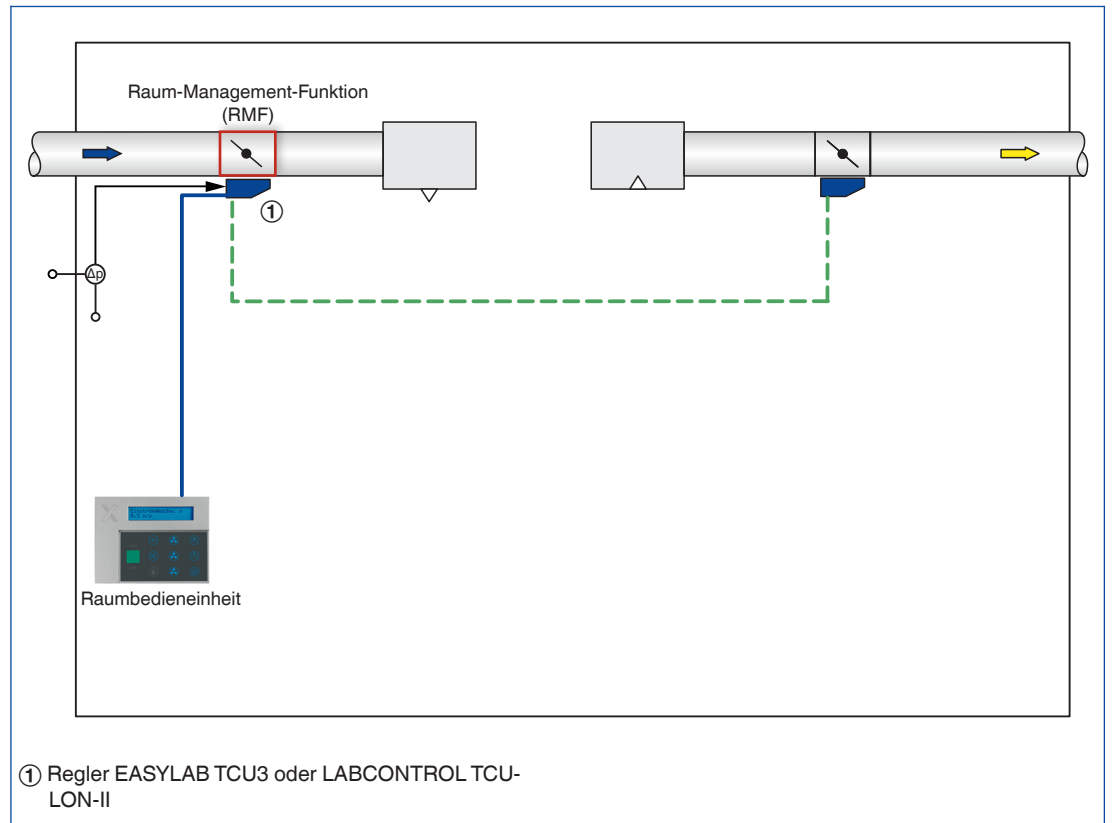 Raum-Management-Funktion
(RMF)
①
Δp
Raumbedieneinheit
① Regler EASYLAB TCU3 oder LABCONTROL TCU-
LON-II